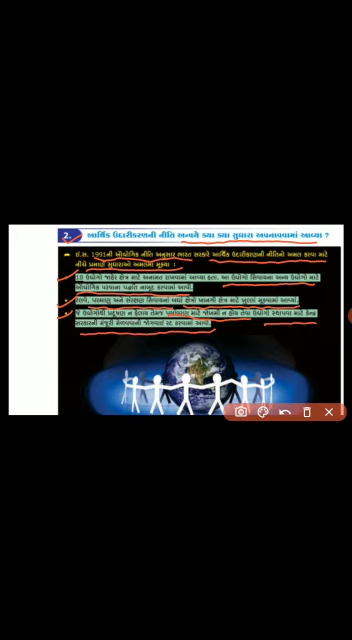 2. આર્થિક ઉદારીકરણની નીતિ અન્વયે ક્યા ક્યા સુધારા અપનાવવામાં આવ્યા ?
ઈ.સ. 1991ની ઔદ્યોગિક નીતિ અનુસાર ભારત સરકારે આર્થિક ઉદારીકરણની નીતિનો અમલ કરવા માટે
નીચે પ્રમાણે સુધારાઓ અમલમાં મૂક્યા :
18 ઉદ્યોગો જાહેર ક્ષેત્ર માટે અનામત રાખવામાં આવ્યા હતા. આ ઉદ્યોગો સિવાયના અન્ય ઉદ્યોગો માટે
ઔદ્યોગિક પરવાના પદ્ધતિ નાબૂદ કરવામાં આવી.
રેલવે, પરમાણુ અને સંરક્ષણ સિવાયનાં બધાં ક્ષેત્રો ખાનગી ક્ષેત્ર માટે ખુલ્લાં મૂકવામાં આવ્યાં.
જે ઉદ્યોગોથી પ્રદૂષણ ન ફેલાય તેમજ પર્યાવરણ માટે જોખમી ન હોય તેવા ઉદ્યોગો સ્થાપવા માટે કેન્દ્ર
સરકારની મંજૂરી મેળવવાની જોગવાઈ રદ કરવામાં આવી.